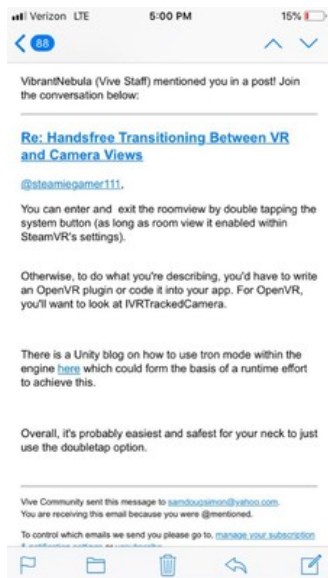 Verizon LTE 5:00 PM 15%
88
VibrantNebula (Vive Staff) mentioned you in a post! Join
the conversation below:
Re: Handsfree Transitioning Between VR
and Camera Views
@steamiegamer111,
You can enter and exit the roomview by double tapping the
system button (as long as room view it enabled within
SteamVR's settings).
Otherwise, to do what you're describing, you'd have to write
an OpenVR plugin or code it into your app. For OpenVR,
you'll want to look at IVRTrackedCamera.
There is a Unity blog on how to use tron mode within the
engine here which could form the basis of a runtime effort
to achieve this.
Overall, it's probably easiest and safest for your neck to just
use the doubletap option.
Vive Community sent this message to samdougsimon@yahoo.com.
You are receiving this email because you were @mentioned.
To control which emails we send you please go to, manage your subscription
& notification settings or unsubscribe